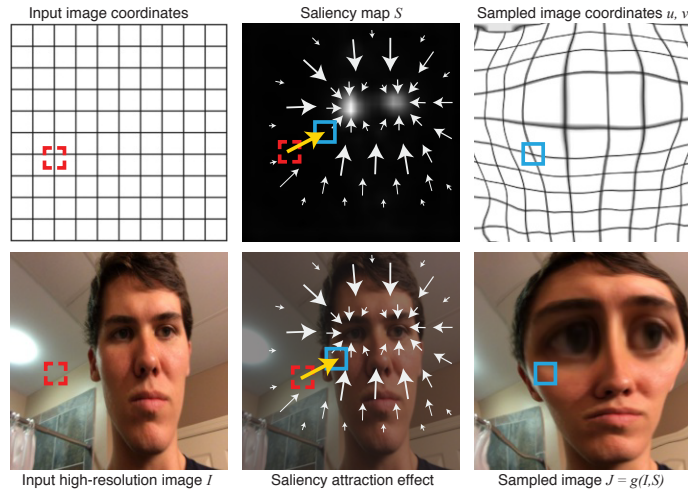 Input image coordinates
Saliency map S
Sampled image coordinates u, v
Input high-resolution image I
Saliency attraction effect
Sampled image J = g(I,S)